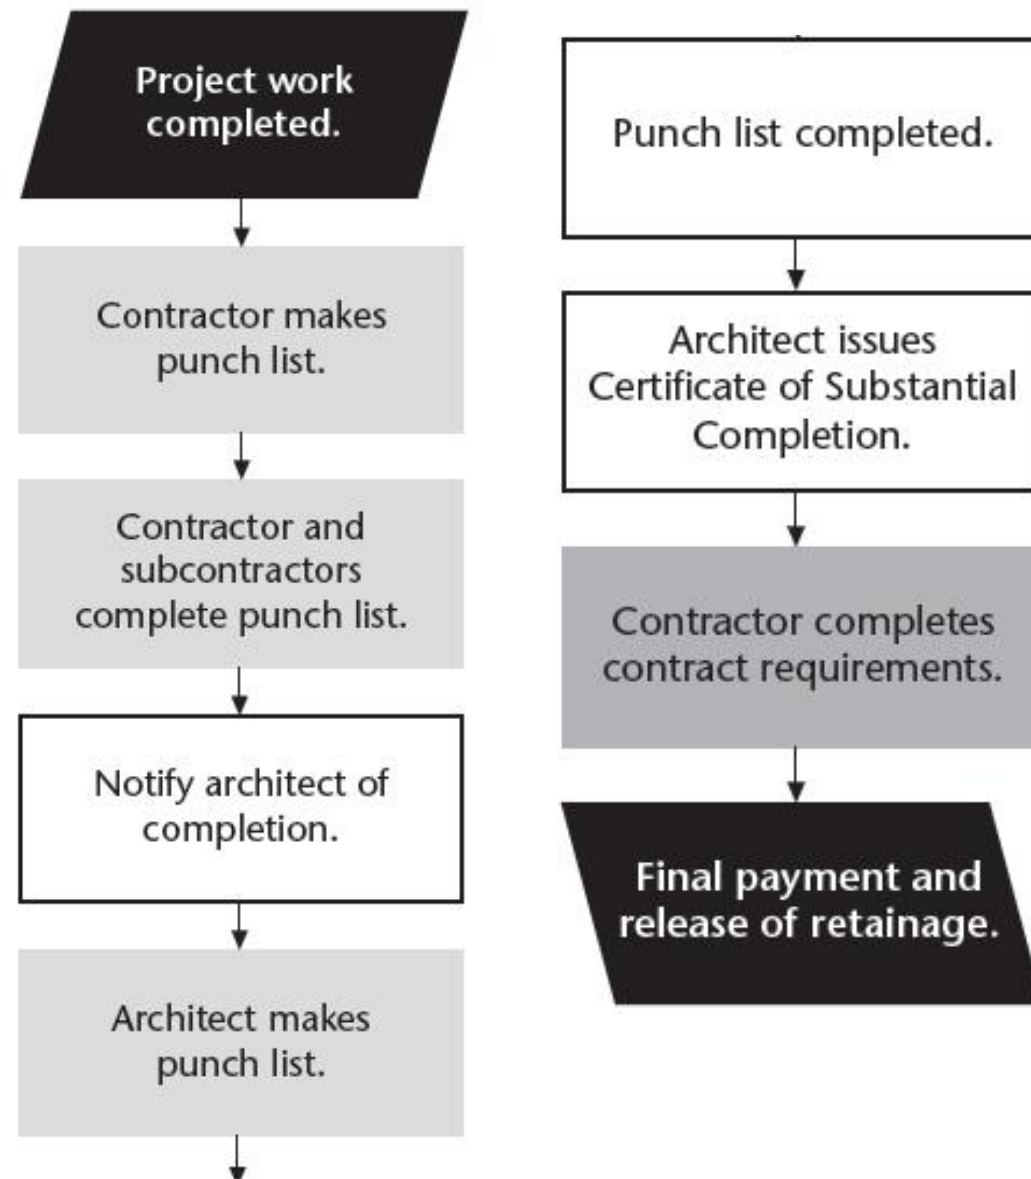 Project work
completed.
Contractor makes
punch list.
Contractor and
subcontractors
complete punch list.
Notify architect of
completion.
Architect makes
punch list.
Punch list completed.
Architect issues
Certificate of Substantial
Completion.
Contractor completes
contract requirements.
Final payment and
release of retainage.